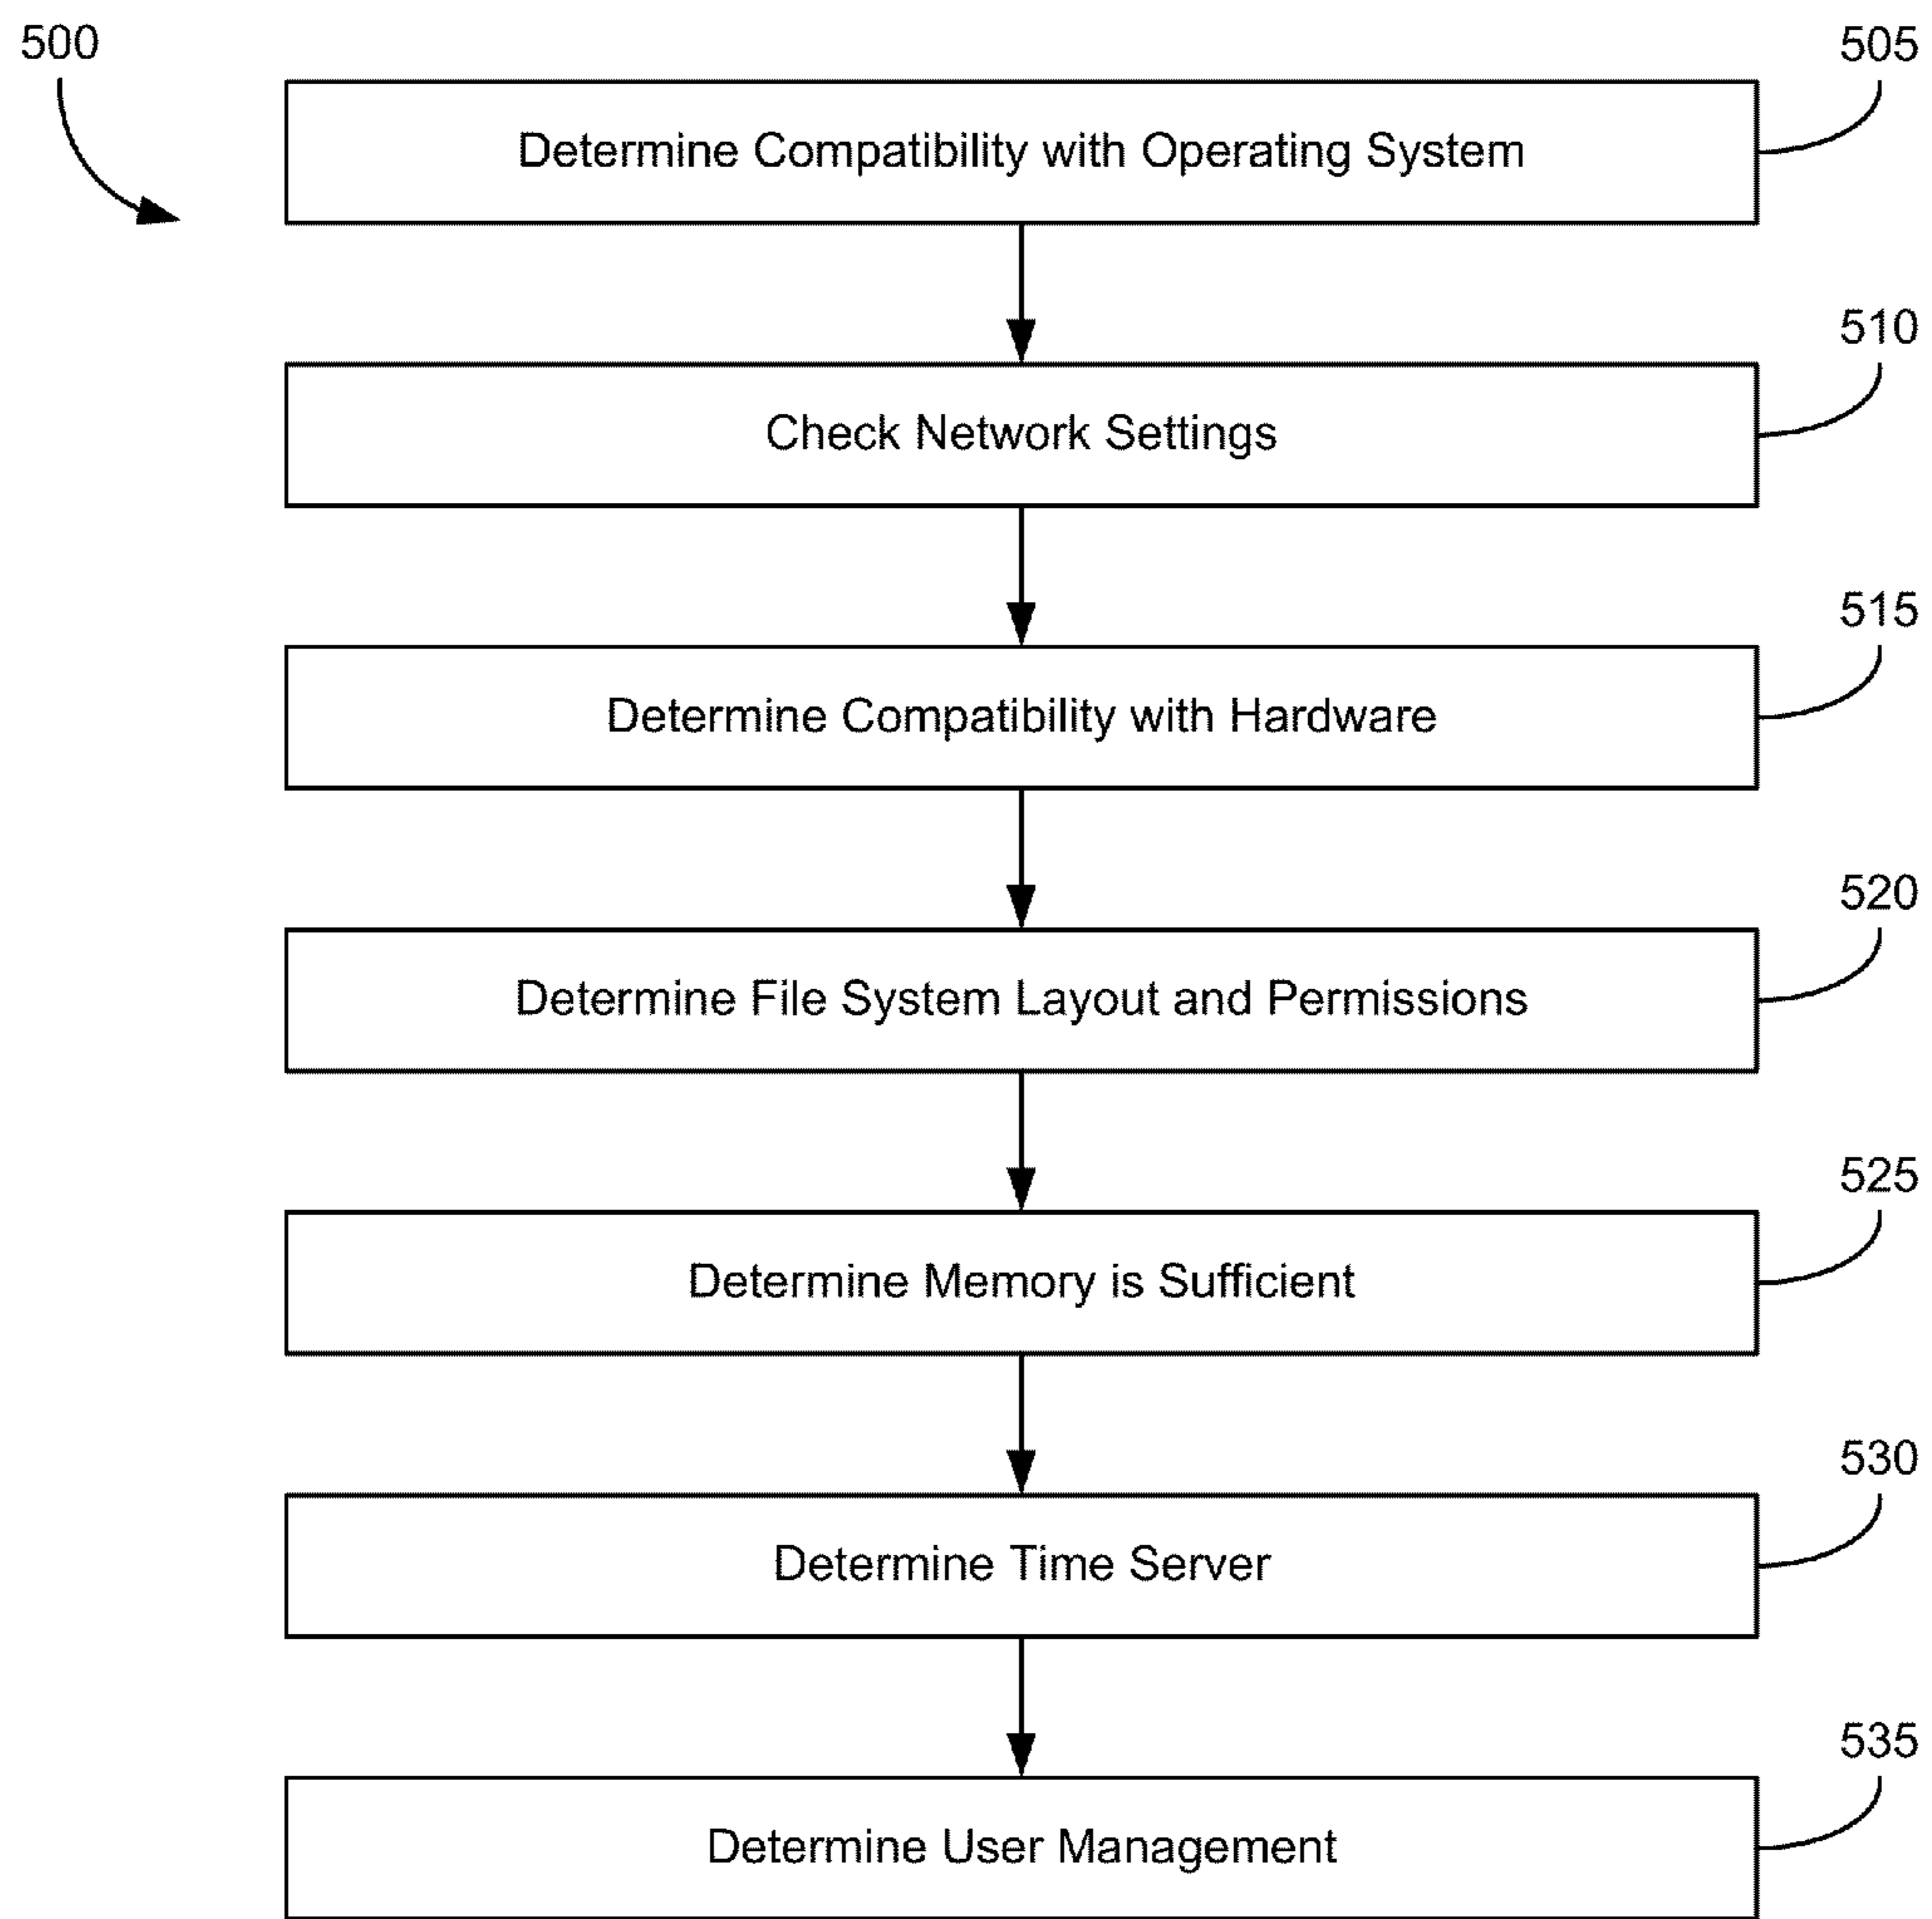 500
505
Determine Compatibility with Operating System
510
Check Network Settings
515
Determine Compatibility with Hardware
520
Determine File System Layout and Permissions
525
Determine Memory is Sufficient
530
Determine Time Server
535
Determine User Management